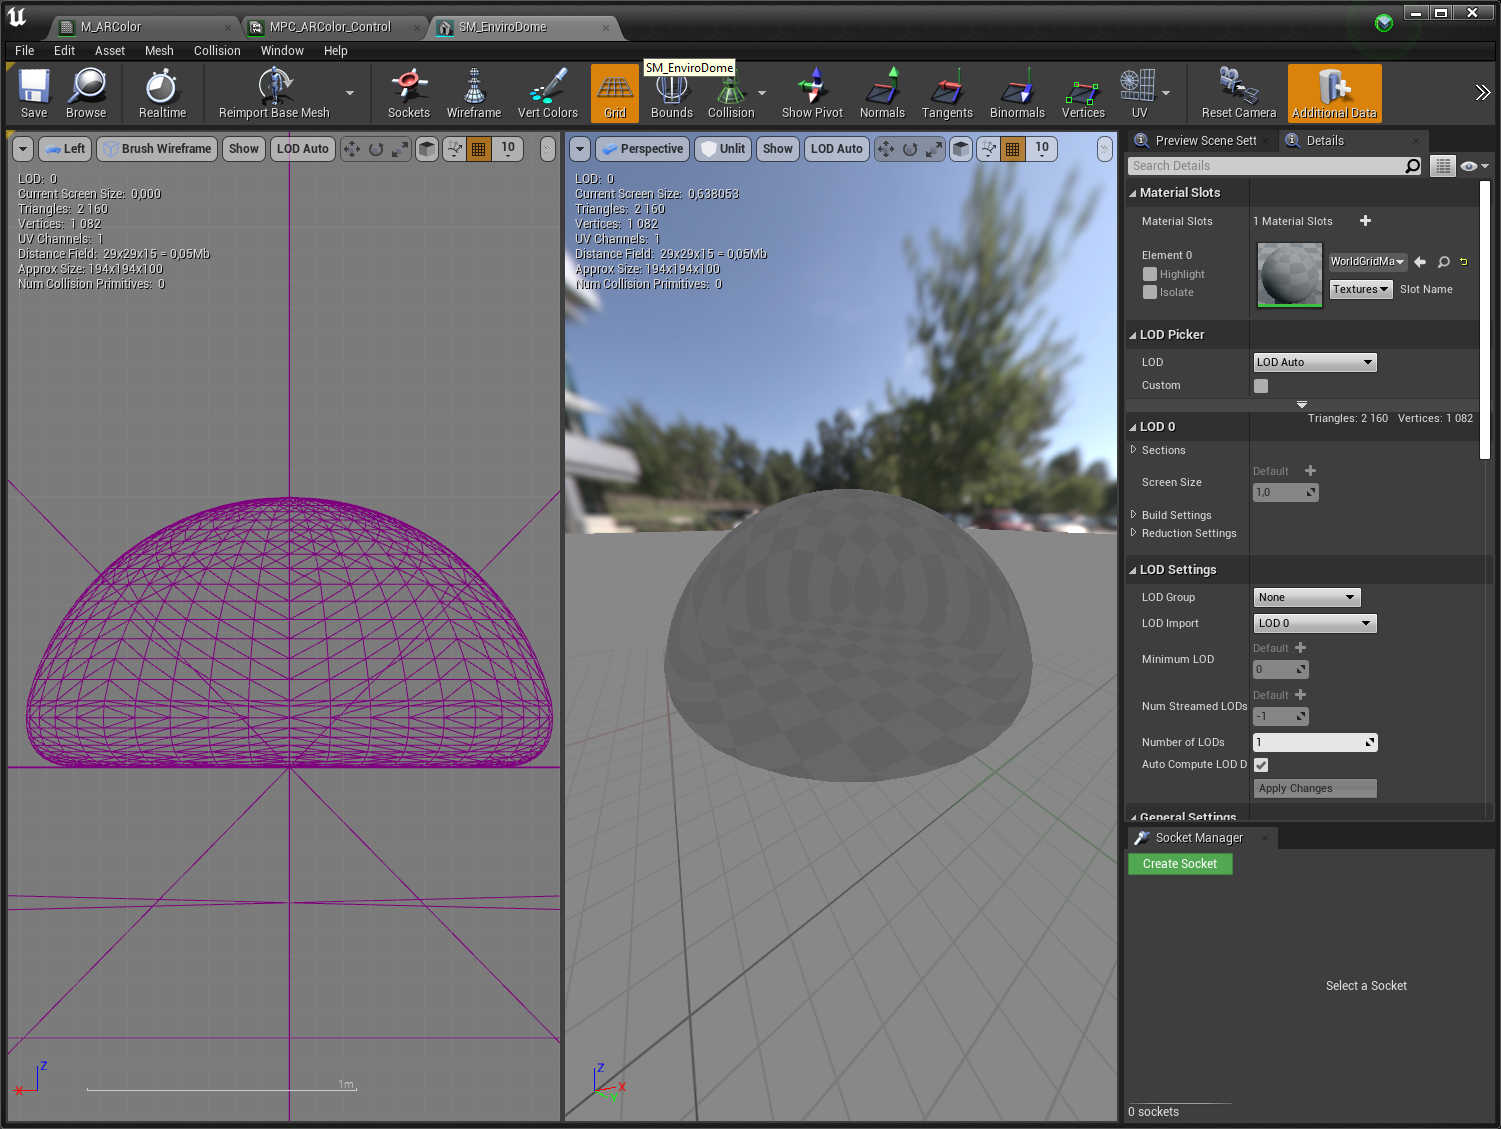 M_ARColor
MPC_ARColor_Control
SM_EnviroDome
File Edit Asset Mesh Collision Window Help
SM_EnviroDome
Save Browse Realtime Reimport Base Mesh Sockets Wireframe Vert Colors Grid Bounds Collision Show Pivot Normals Tangents Binormals Vertices UV Reset Camera Additional Data
Left Brush Wireframe Show LOD Auto 10
LOD: 0
Current Screen Size: 0,000
Triangles: 2 160
Vertices: 1 082
UV Channels: 1
Distance Field: 29x29x15 = 0,05Mb
Approx Size: 194x194x100
Num Collision Primitives: 0
Z
X
1m
Perspective Unlit Show LOD Auto 10
LOD: 0
Current Screen Size: 0,638053
Triangles: 2 160
Vertices: 1 082
UV Channels: 1
Distance Field: 29x29x15 = 0,05Mb
Approx Size: 194x194x100
Num Collision Primitives: 0
Z
X
Y
Preview Scene Sett
Details
Search Details
Material Slots
Material Slots 1 Material Slots
Element 0
Highlight
Isolate
WorldGridMa
Textures Slot Name
LOD Picker
LOD LOD Auto
Custom
LOD 0
Triangles: 2 160 Vertices: 1 082
Sections
Default
Screen Size
1,0
Build Settings
Reduction Settings
LOD Settings
LOD Group None
LOD Import LOD 0
Default
Minimum LOD
0
Default
Num Streamed LODs
-1
Number of LODs 1
Auto Compute LOD D
Apply Changes
General Settings
Socket Manager
Create Socket
Select a Socket
0 sockets